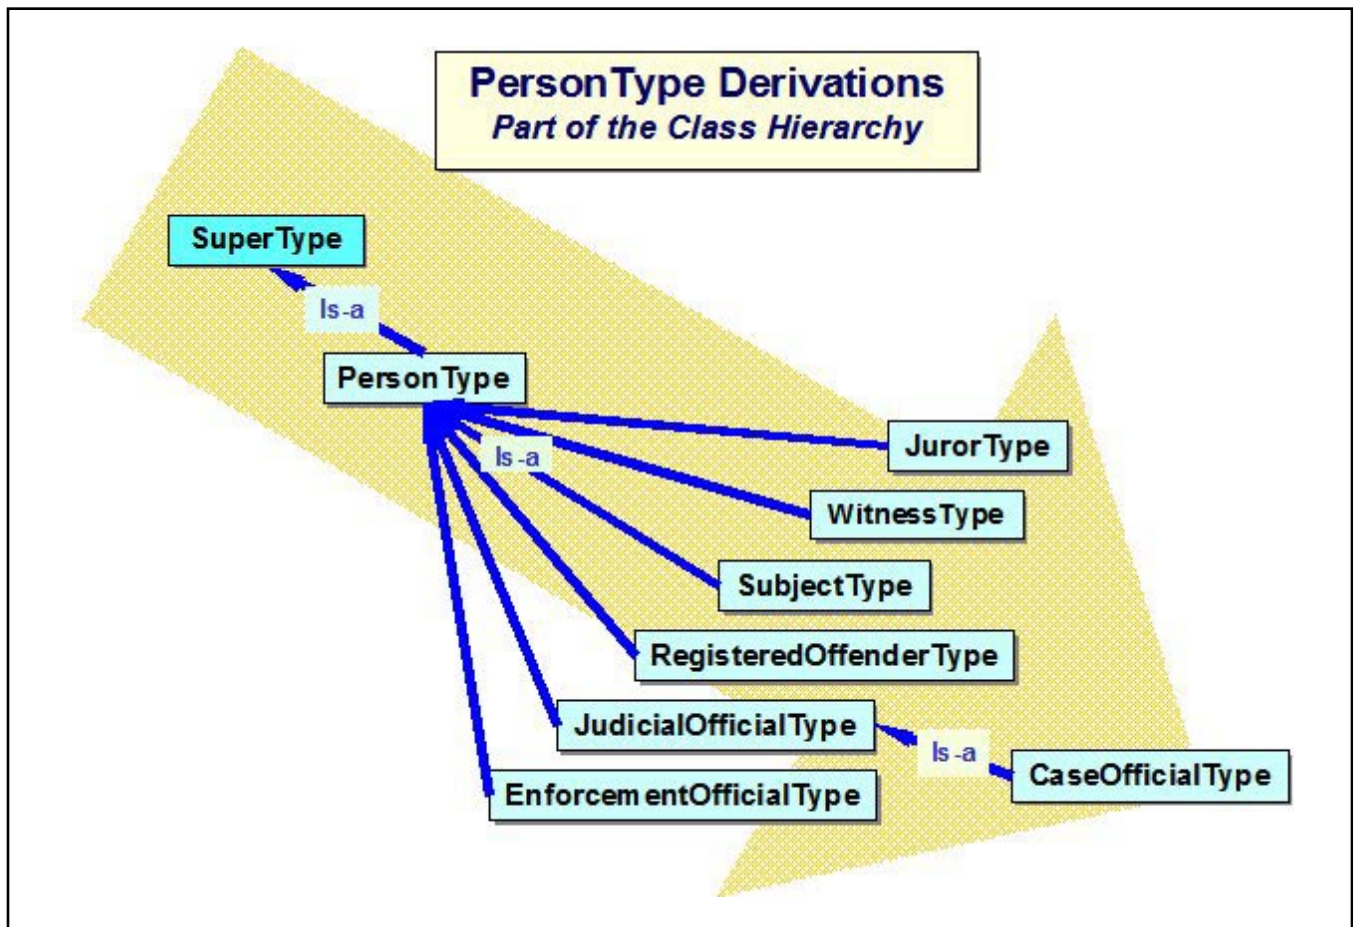 PersonType Derivations
Part of the Class Hierarchy
SuperType
Is-a
PersonType
Is-a
JurorType
WitnessType
SubjectType
RegisteredOffenderType
JudicialOfficialType
Is-a
CaseOfficialType
EnforcementOfficialType